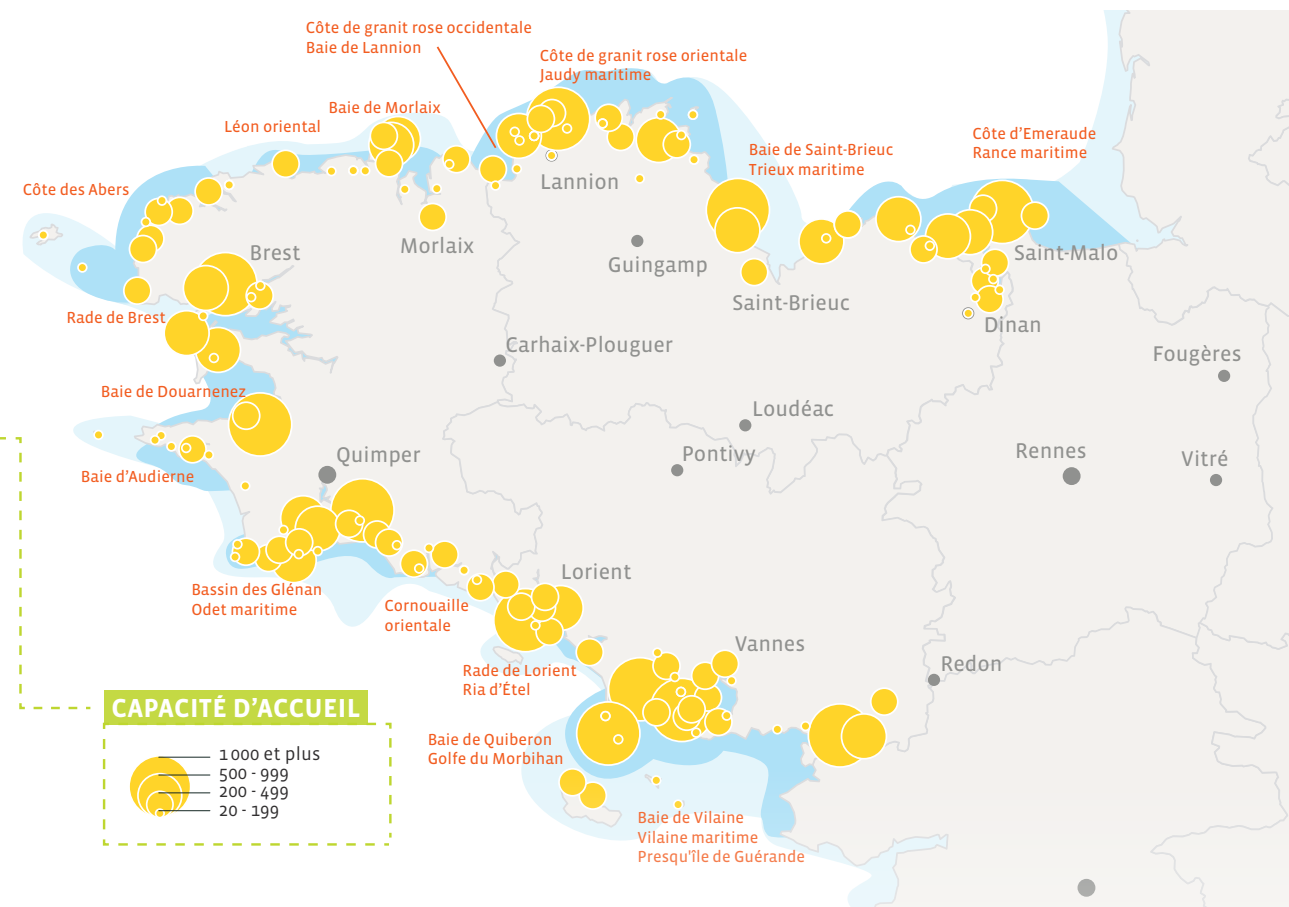 Côte de granit rose occidentale
Baie de Lannion
Côte de granit rose orientale
Jaudy maritime
Baie de Morlaix
Léon oriental
Côte d'Emeraude
Rance maritime
Baie de Saint-Brieuc
Trieux maritime
Côte des Abers
Lannion
Brest
Morlaix
Guingamp
Saint-Malo
Saint-Brieuc
Rade de Brest
Dinan
Carhaix-Plouguer
Fougères
Baie de Douarnenez
Loudéac
Quimper
Pontivy
Rennes
Vitré
Baie d'Audierne
Lorient
Bassin des Glénan
Odet maritime
Cornouaille
orientale
Vannes
Redon
Rade de Lorient
Ria d'Étel
CAPACITÉ D'ACCUEIL
1 000 et plus
500 - 999
200 - 499
20 - 199
Baie de Quiberon
Golfe du Morbihan
Baie de Vilaine
Vilaine maritime
Presqu'île de Guérande